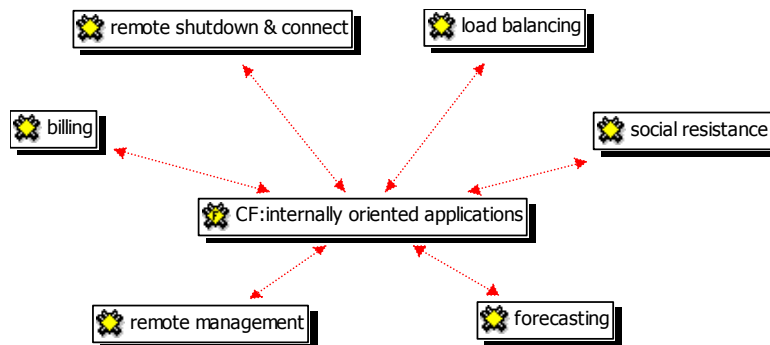 remote shutdown & connect
load balancing
billing
social resistance
CF:internally oriented applications
remote management
forecasting